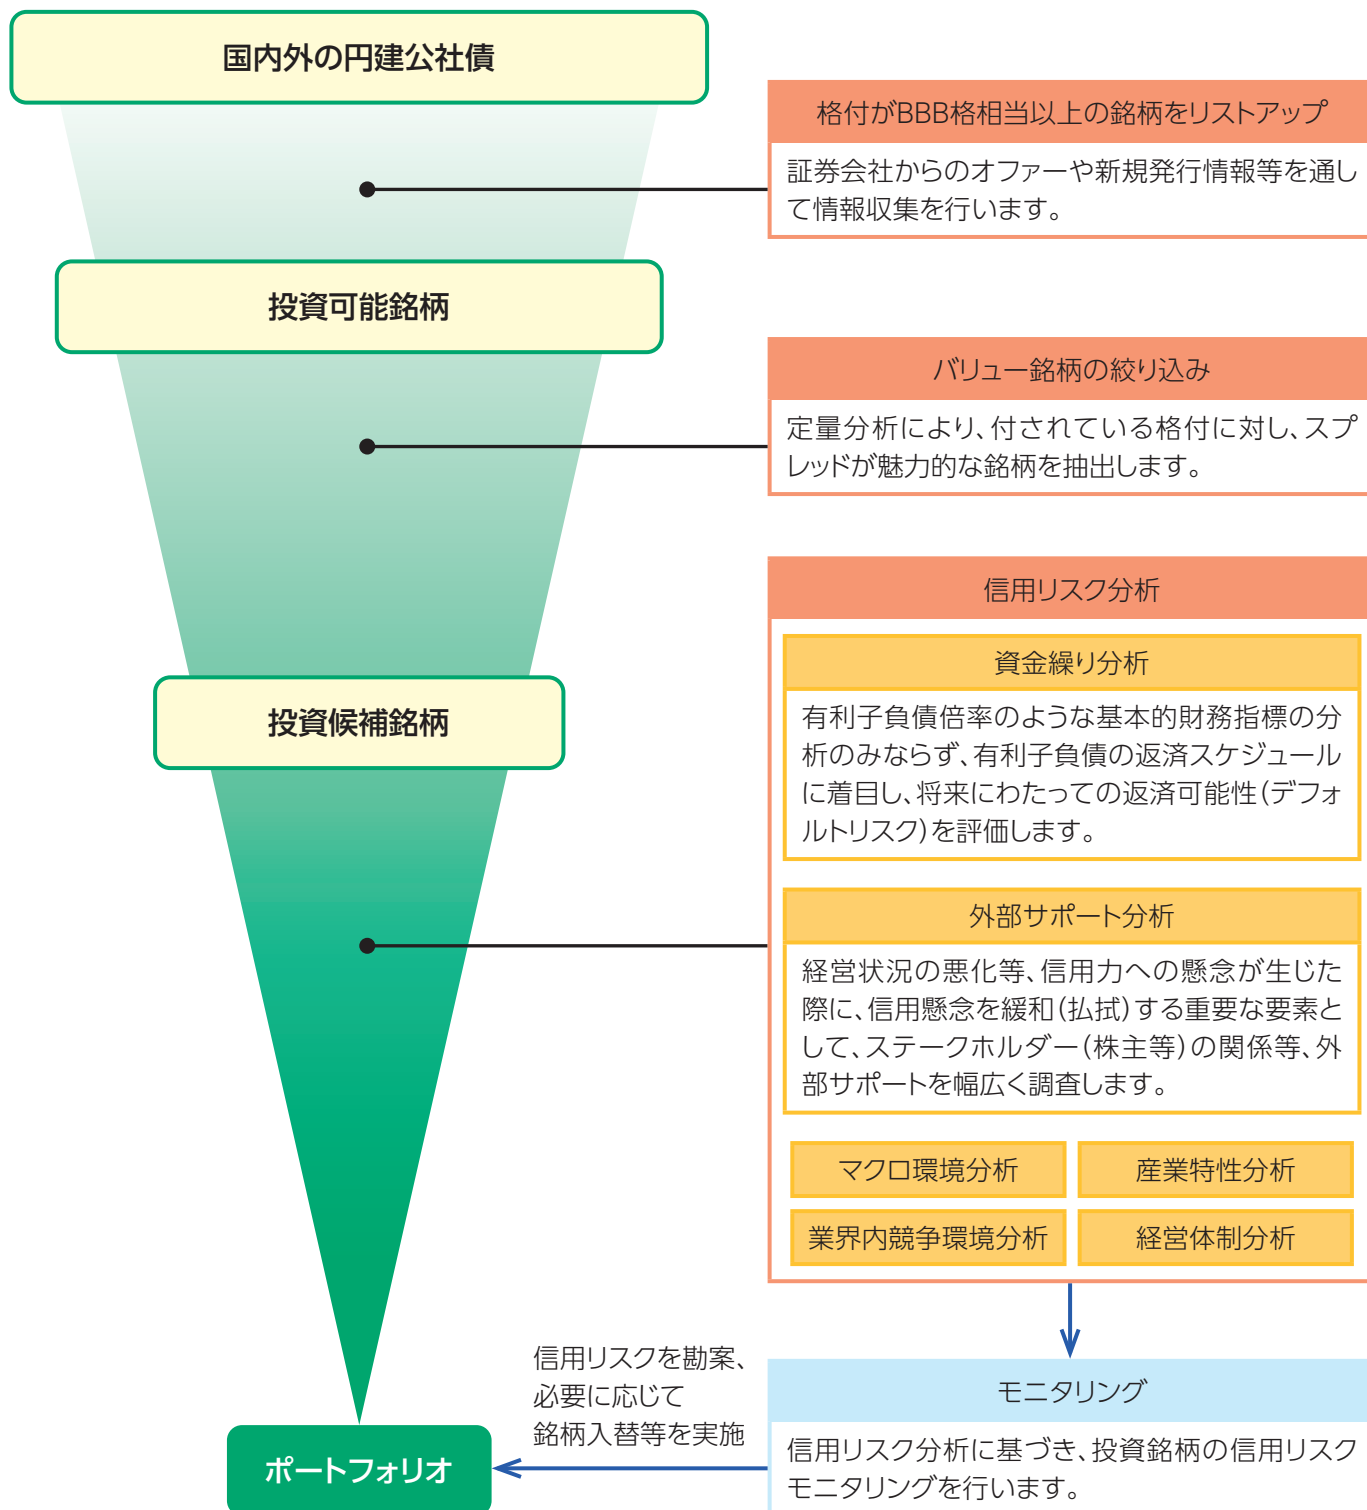 国内外の円建公社債
格付がBBB格相当以上の銘柄をリストアップ
証券会社からのオファーや新規発行情報等を通し
て情報収集を行います。
投資可能銘柄
バリュー銘柄の絞り込み
定量分析により、付されている格付に対し、スプ
レッドが魅力的な銘柄を抽出します。
信用リスク分析
資金繰り分析
有利子負債倍率のような基本的財務指標の分
析のみならず、有利子負債の返済スケジュール
に着目し、将来にわたっての返済可能性(デフォ
ルトリスク)を評価します。
投資候補銘柄
外部サポート分析
経営状況の悪化等、信用力への懸念が生じた
際に、信用懸念を緩和(払拭)する重要な要素と
して、ステークホルダー(株主等)の関係等、外
部サポートを幅広く調査します。
マクロ環境分析
産業特性分析
業界内競争環境分析
経営体制分析
信用リスクを勘案、
必要に応じて
銘柄入替等を実施
モニタリング
信用リスク分析に基づき、投資銘柄の信用リスク
モニタリングを行います。
ポートフォリオ